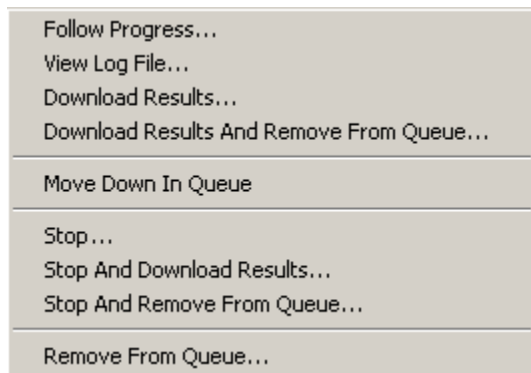 Follow Progress...
View Log File...
Download Results...
Download Results And Remove From Queue...
Move Down In Queue
Stop...
Stop And Download Results...
Stop And Remove From Queue...
Remove From Queue...